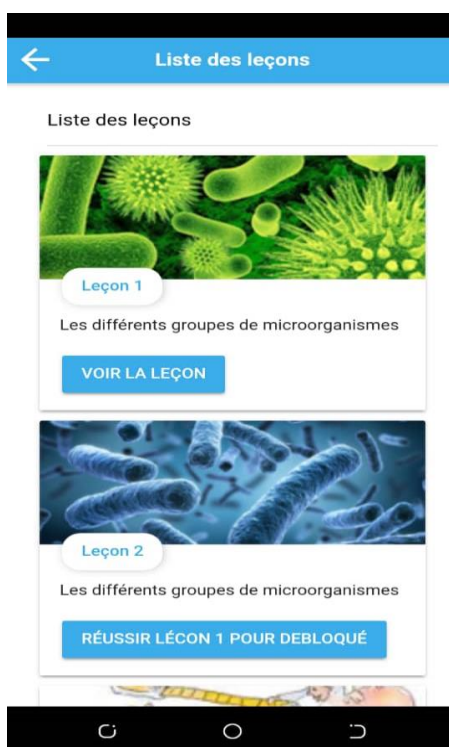 Liste des leçons
Liste des leçons
Leçon 1
Les différents groupes de microorganismes
VOIR LA LEÇON
Leçon 2
Les différents groupes de microorganismes
RÉUSSIR LÉCON 1 POUR DEBLOQUÉ